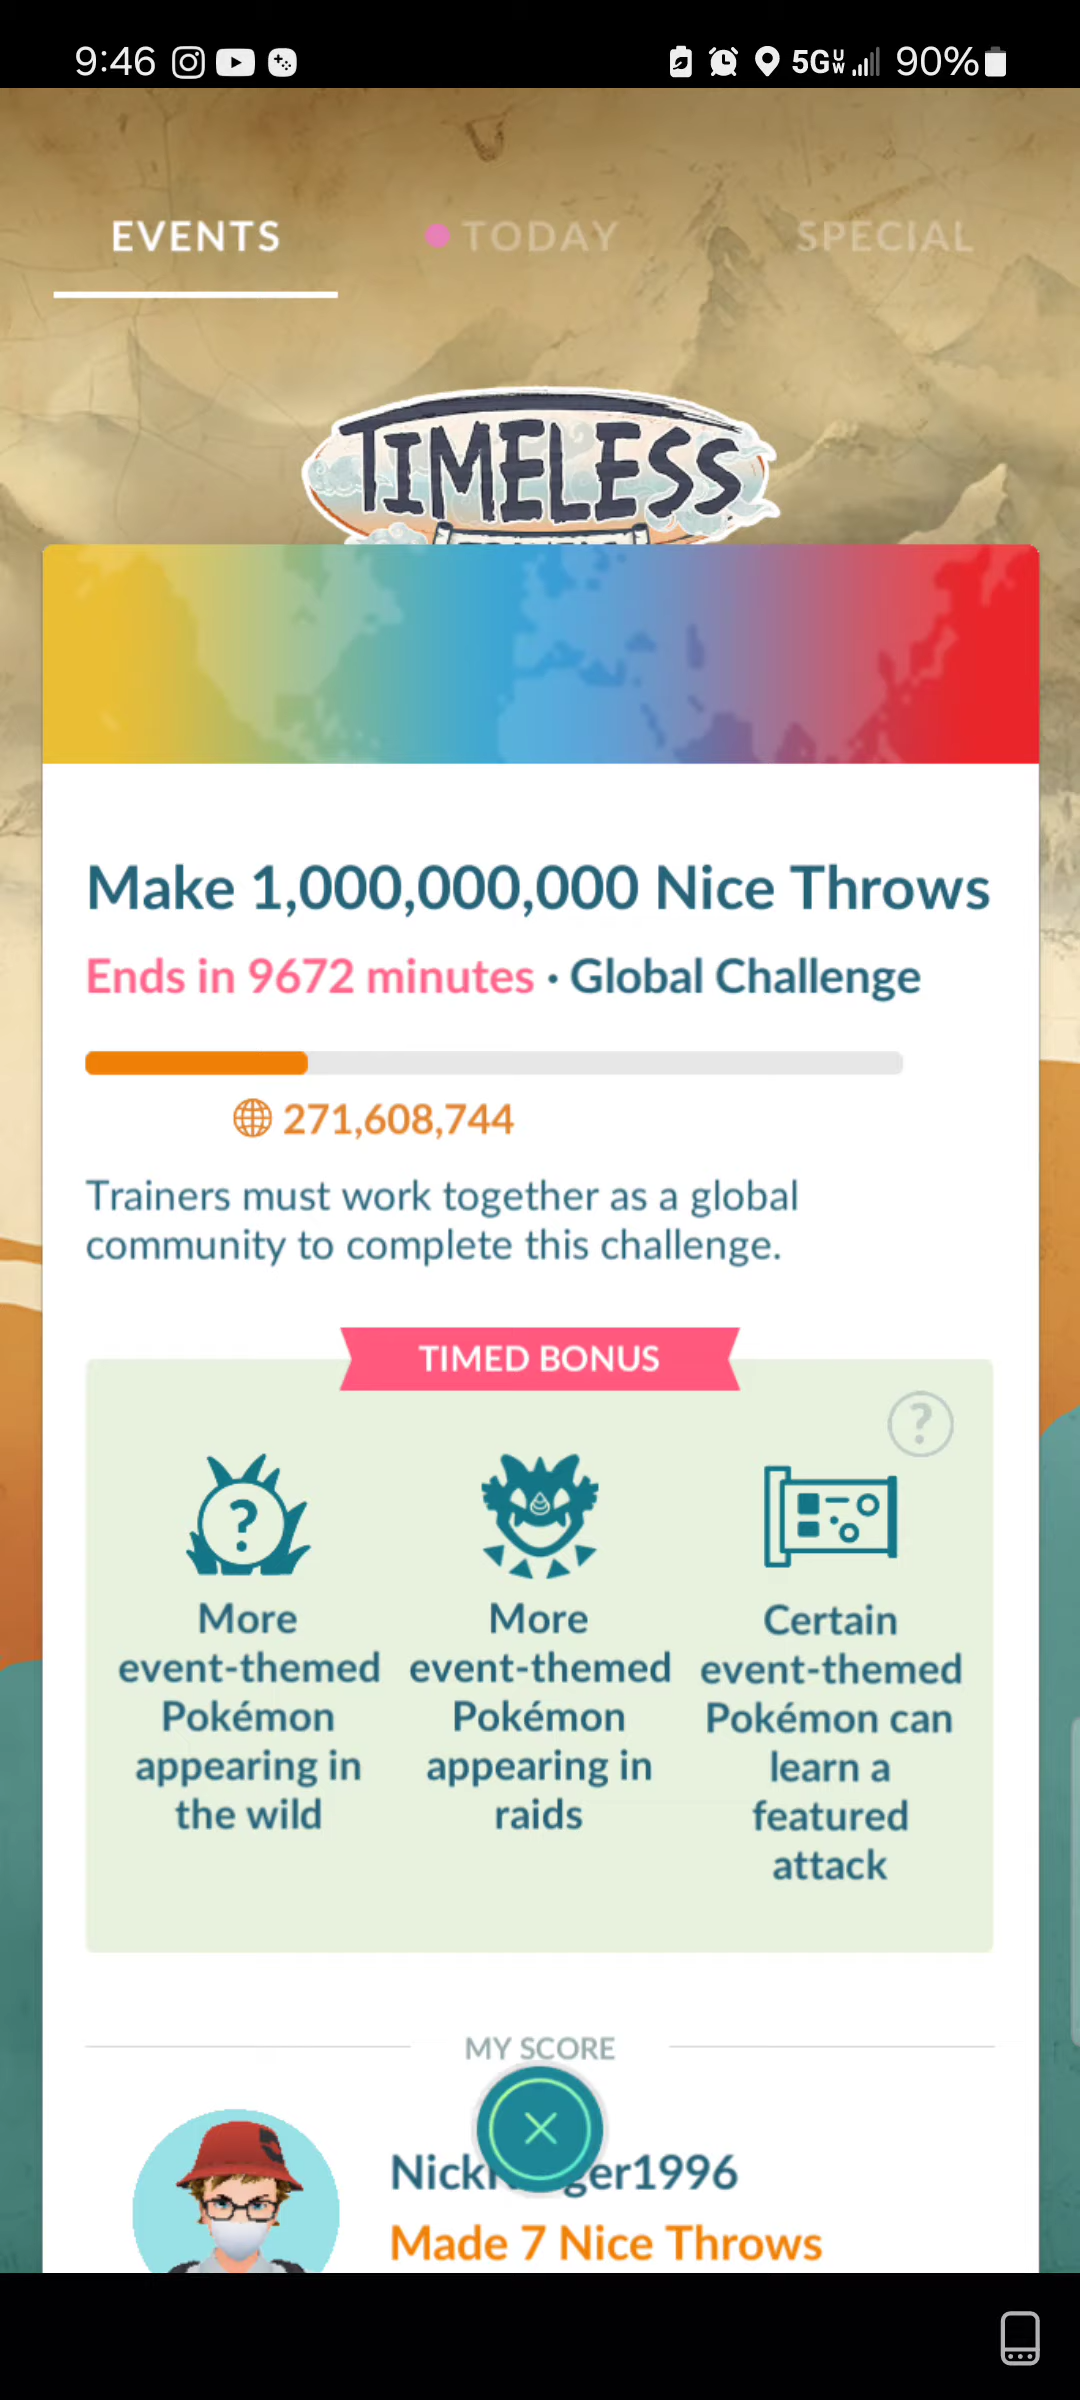 9:46
5G UW 90%
EVENTS TODAY SPECIAL
TIMELESS
Make 1,000,000,000 Nice Throws
Ends in 9672 minutes · Global Challenge
271,608,744
Trainers must work together as a global
community to complete this challenge.
TIMED BONUS
?
?
More
event-themed
Pokémon
appearing in
the wild
More
event-themed
Pokémon
appearing in
raids
Certain
event-themed
Pokémon can
learn a
featured
attack
MY SCORE
Made 7 Nice Throws